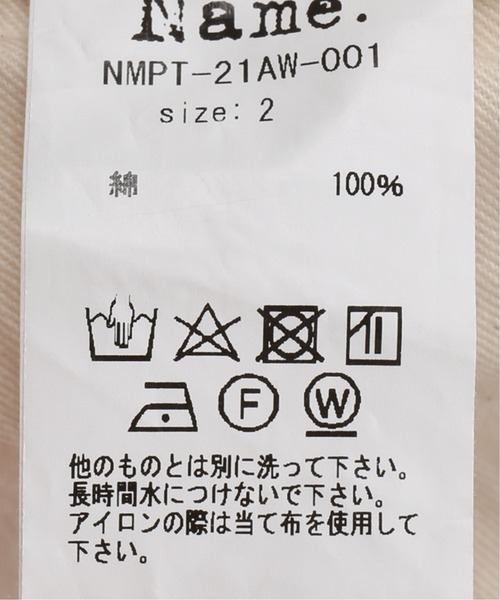 Name.
NMPT-21AW-001
size: 2
綿 100%
F W
他のものとは別に洗って下さい。
長時間水につけないで下さい。
アイロンの際は当て布を使用して
下さい。